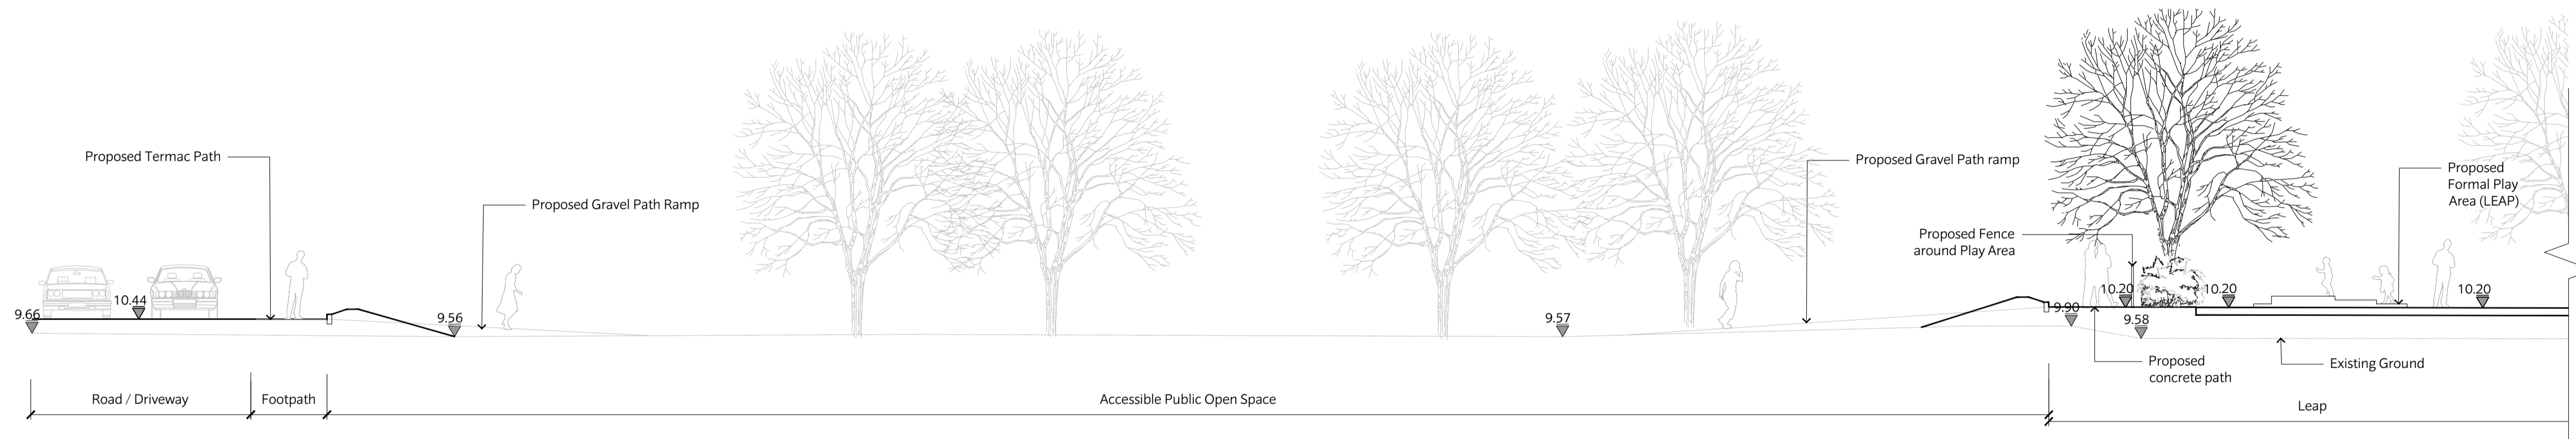 Proposed Termac Path
Proposed Gravel Path Ramp
Proposed Gravel Path ramp
Proposed Fence
around Play Area
Proposed
Formal Play
Area (LEAP)
9.66
10.44
9.56
9.57
9.90
10.20
9.58
10.20
10.20
Proposed
concrete path
Existing Ground
Road / Driveway
Footpath
Accessible Public Open Space
Leap